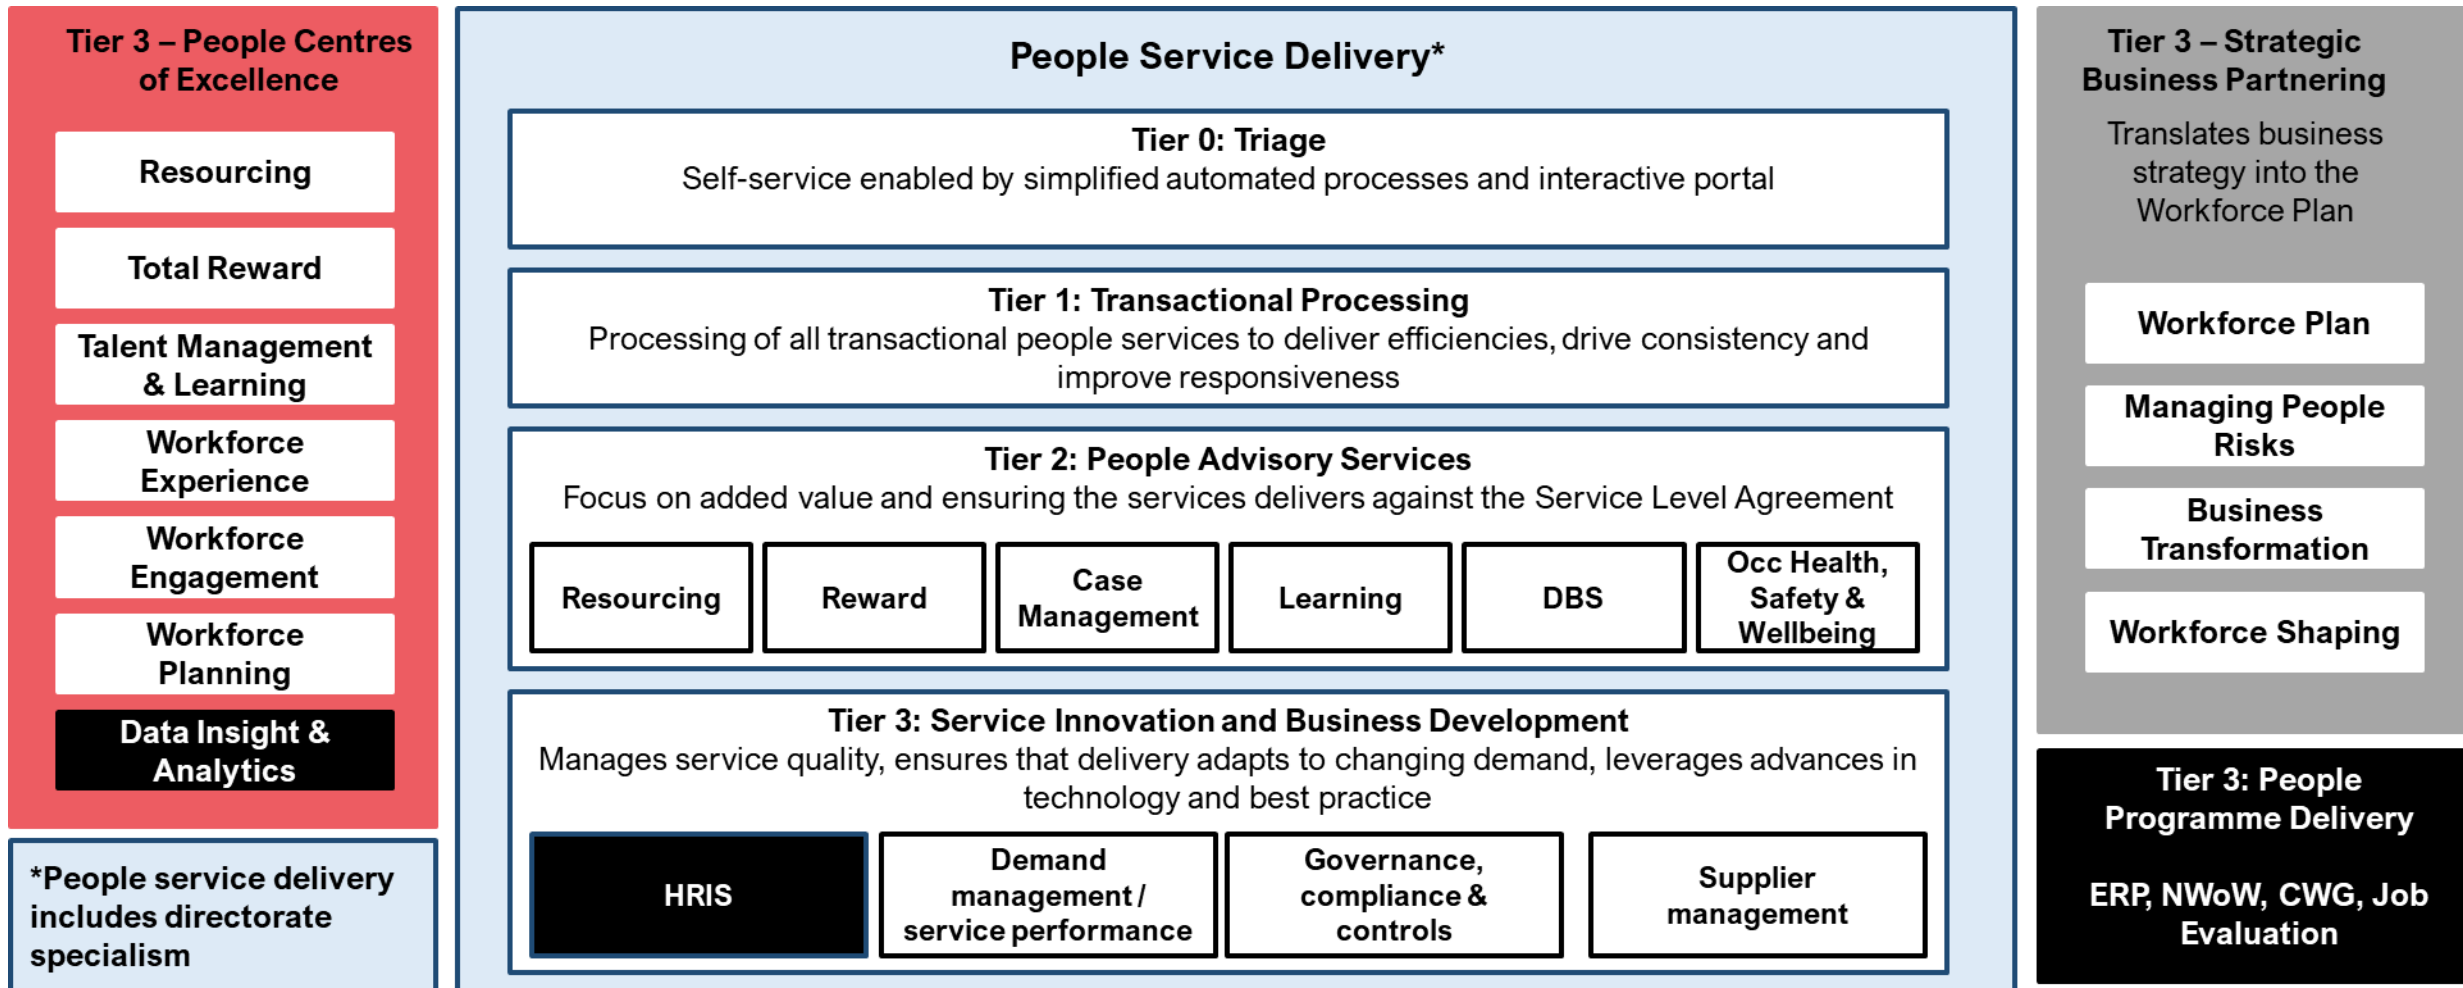 Tier 3 – People Centres
of Excellence
Resourcing
Total Reward
Talent Management
& Learning
Workforce
Experience
Workforce
Engagement
Workforce
Planning
Data Insight &
Analytics
*People service delivery
includes directorate
specialism
People Service Delivery*
Tier 0: Triage
Self-service enabled by simplified automated processes and interactive portal
Tier 1: Transactional Processing
Processing of all transactional people services to deliver efficiencies, drive consistency and
improve responsiveness
Tier 2: People Advisory Services
Focus on added value and ensuring the services delivers against the Service Level Agreement
Resourcing
Reward
Case
Management
Learning
DBS
Occ Health,
Safety &
Wellbeing
Tier 3: Service Innovation and Business Development
Manages service quality, ensures that delivery adapts to changing demand, leverages advances in
technology and best practice
HRIS
Demand
management /
service performance
Governance,
compliance &
controls
Supplier
management
Tier 3 – Strategic
Business Partnering
Translates business
strategy into the
Workforce Plan
Workforce Plan
Managing People
Risks
Business
Transformation
Workforce Shaping
Tier 3: People
Programme Delivery
ERP, NWoW, CWG, Job
Evaluation